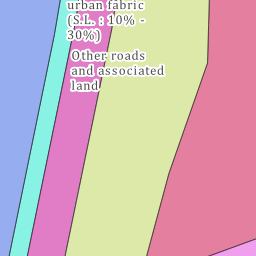 urban fabric
(S.L. : 10% -
30%)
Other roads
and associated
land